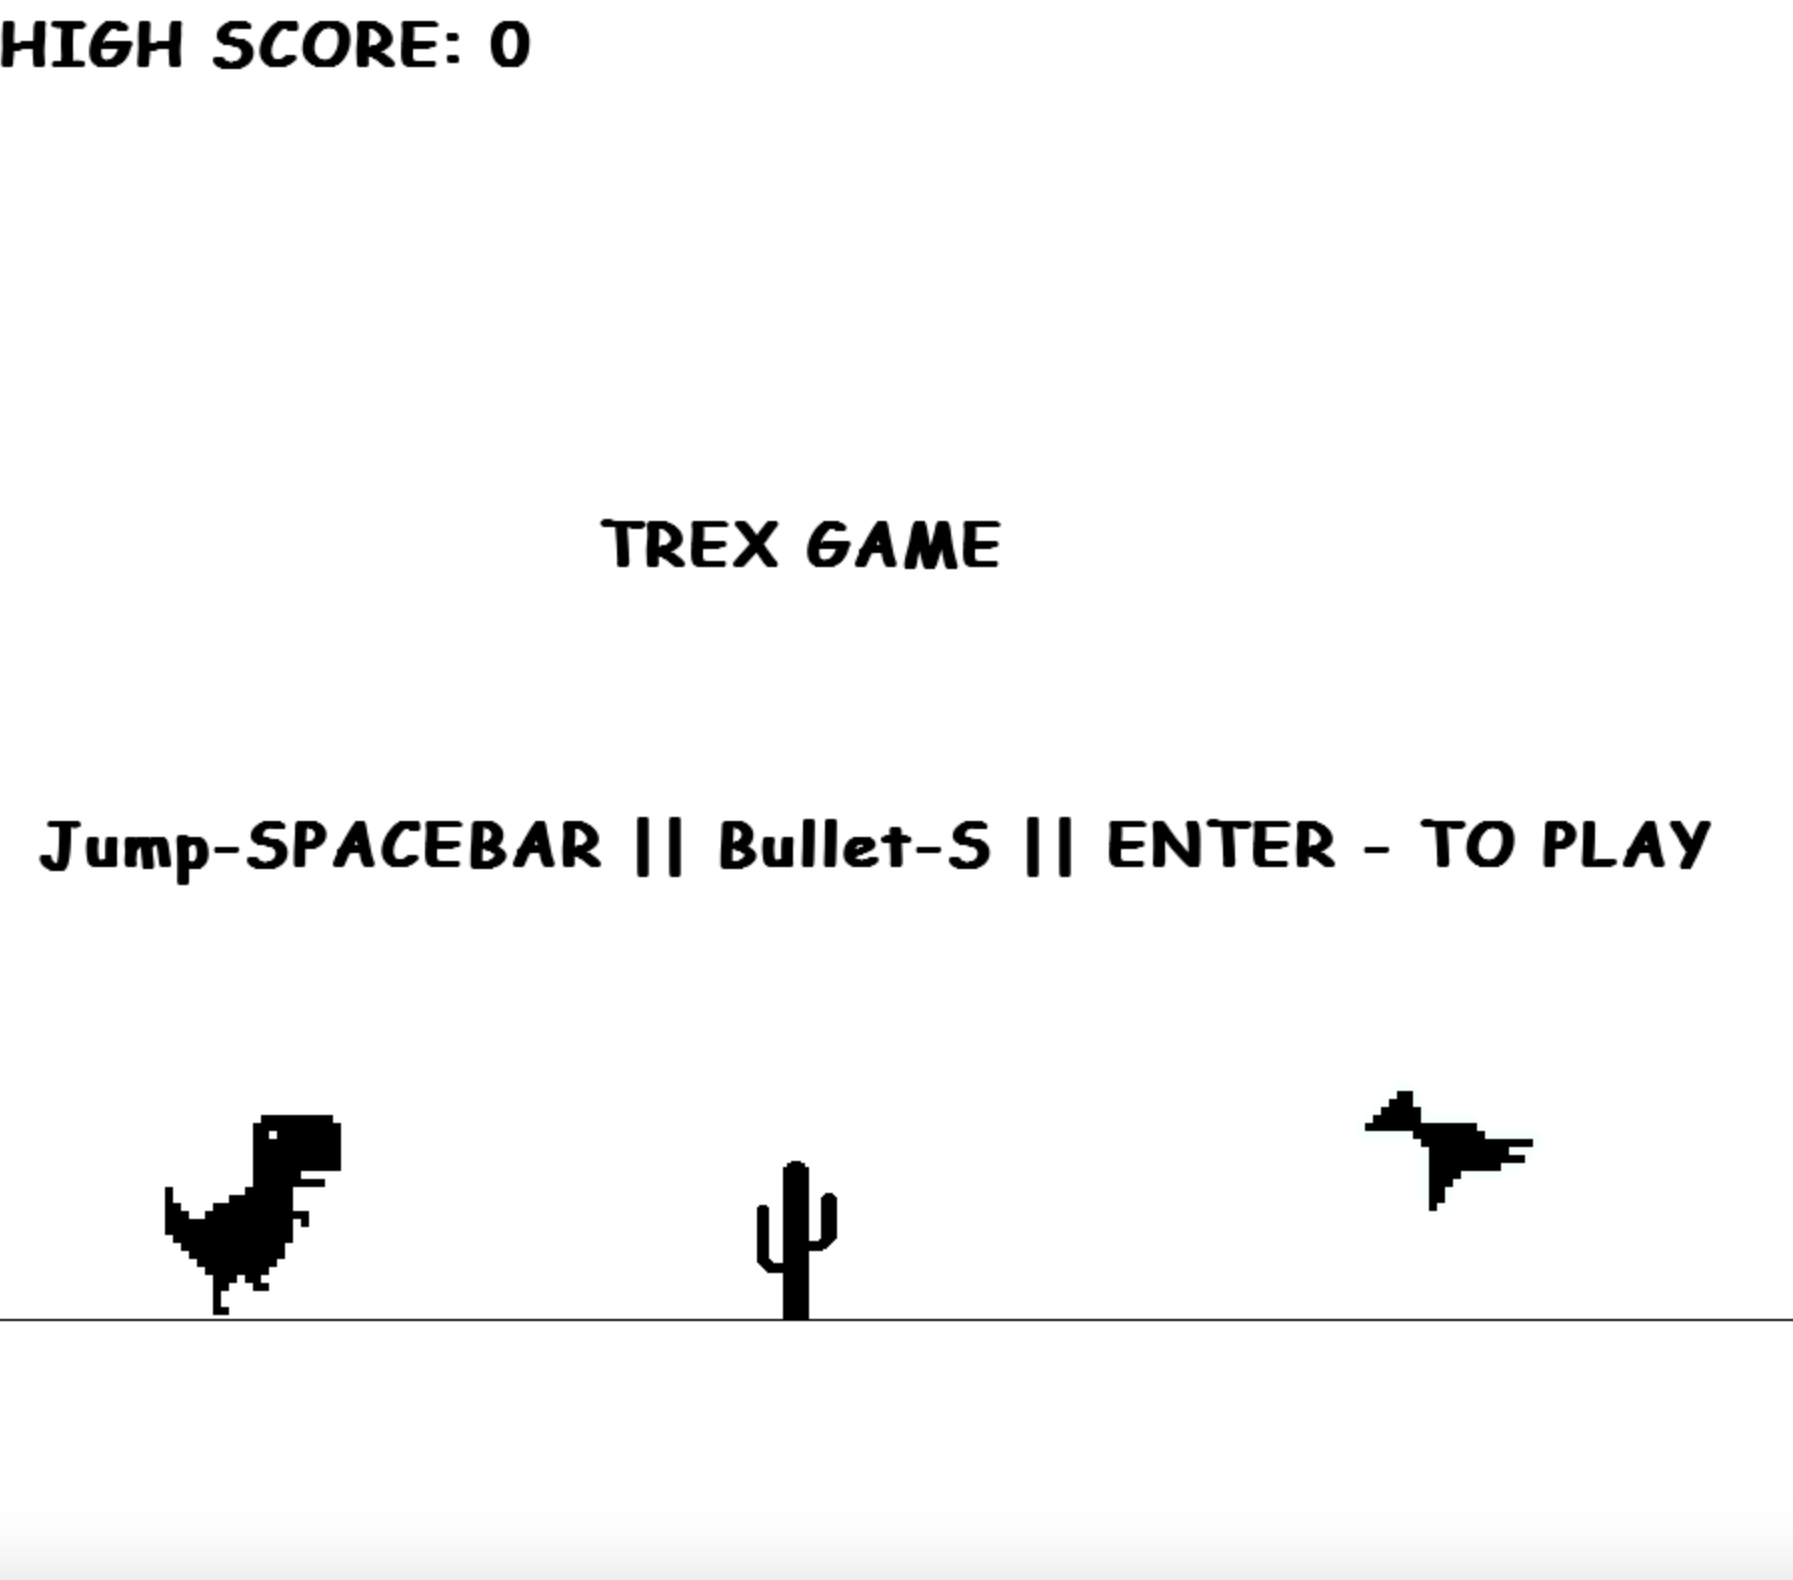 HIGH SCORE: 0
TREX GAME
Jump-SPACEBAR || Bullet-S || ENTER - TO PLAY